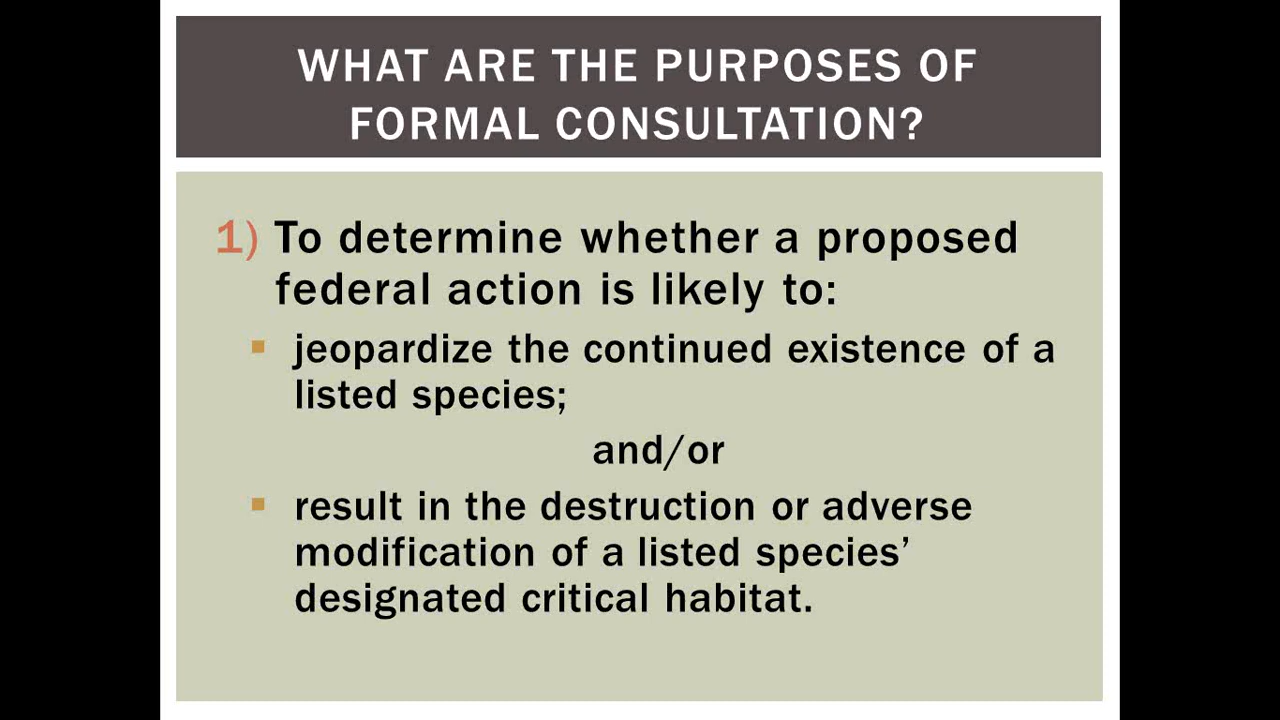 WHAT ARE THE PURPOSES OF
FORMAL CONSULTATION?
1) To determine whether a proposed
federal action is likely to:
▪ jeopardize the continued existence of a
listed species;
and/or
▪ result in the destruction or adverse
modification of a listed species’
designated critical habitat.